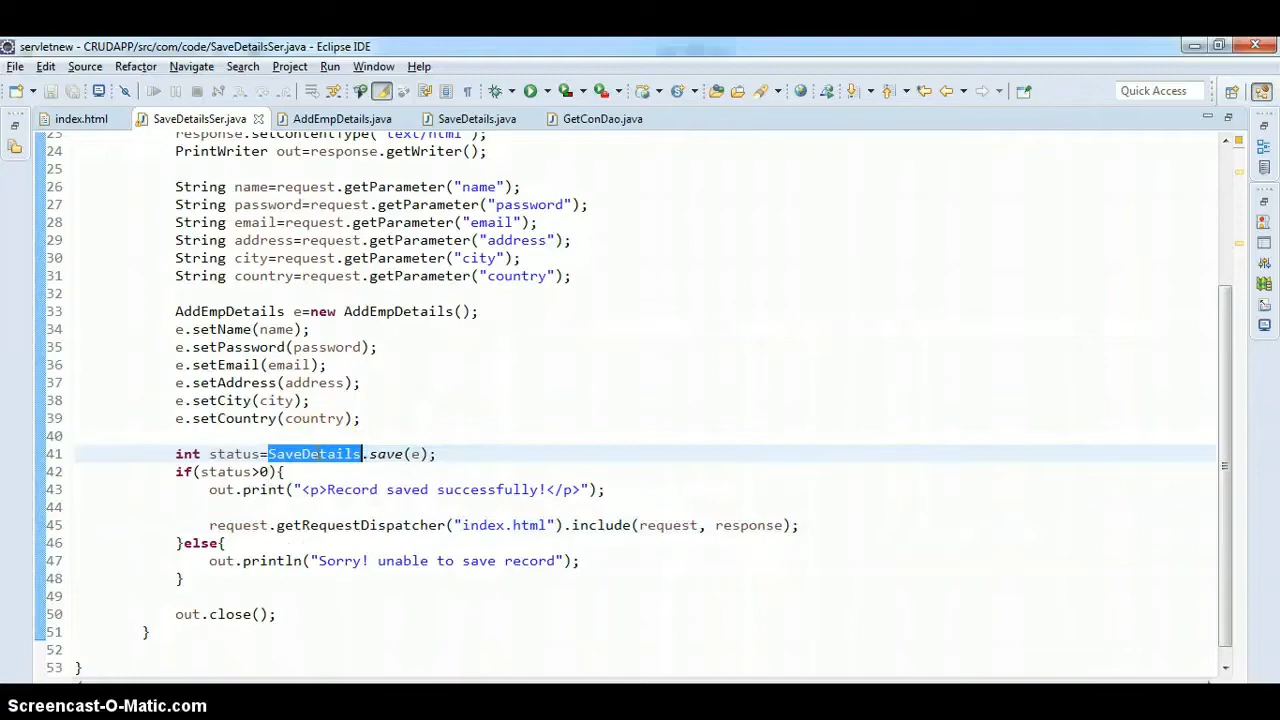 servletnew - CRUDAPP/src/com/code/SaveDetailsSer.java - Eclipse IDE
File Edit Source Refactor Navigate Search Project Run Window Help
Quick Access
index.html SaveDetailsSer.java AddEmpDetails.java SaveDetails.java GetConDao.java
23 response.setContentType("text/html");
24 PrintWriter out=response.getWriter();
25
26 String name=request.getParameter("name");
27 String password=request.getParameter("password");
28 String email=request.getParameter("email");
29 String address=request.getParameter("address");
30 String city=request.getParameter("city");
31 String country=request.getParameter("country");
32
33 AddEmpDetails e=new AddEmpDetails();
34 e.setName(name);
35 e.setPassword(password);
36 e.setEmail(email);
37 e.setAddress(address);
38 e.setCity(city);
39 e.setCountry(country);
40
41 int status=SaveDetails.save(e);
42 if(status>0){
43 out.print("<p>Record saved successfully!</p>");
44
45 request.getRequestDispatcher("index.html").include(request, response);
46 }else{
47 out.println("Sorry! unable to save record");
48 }
49
50 out.close();
51 }
52
53 }
Screencast-O-Matic.com